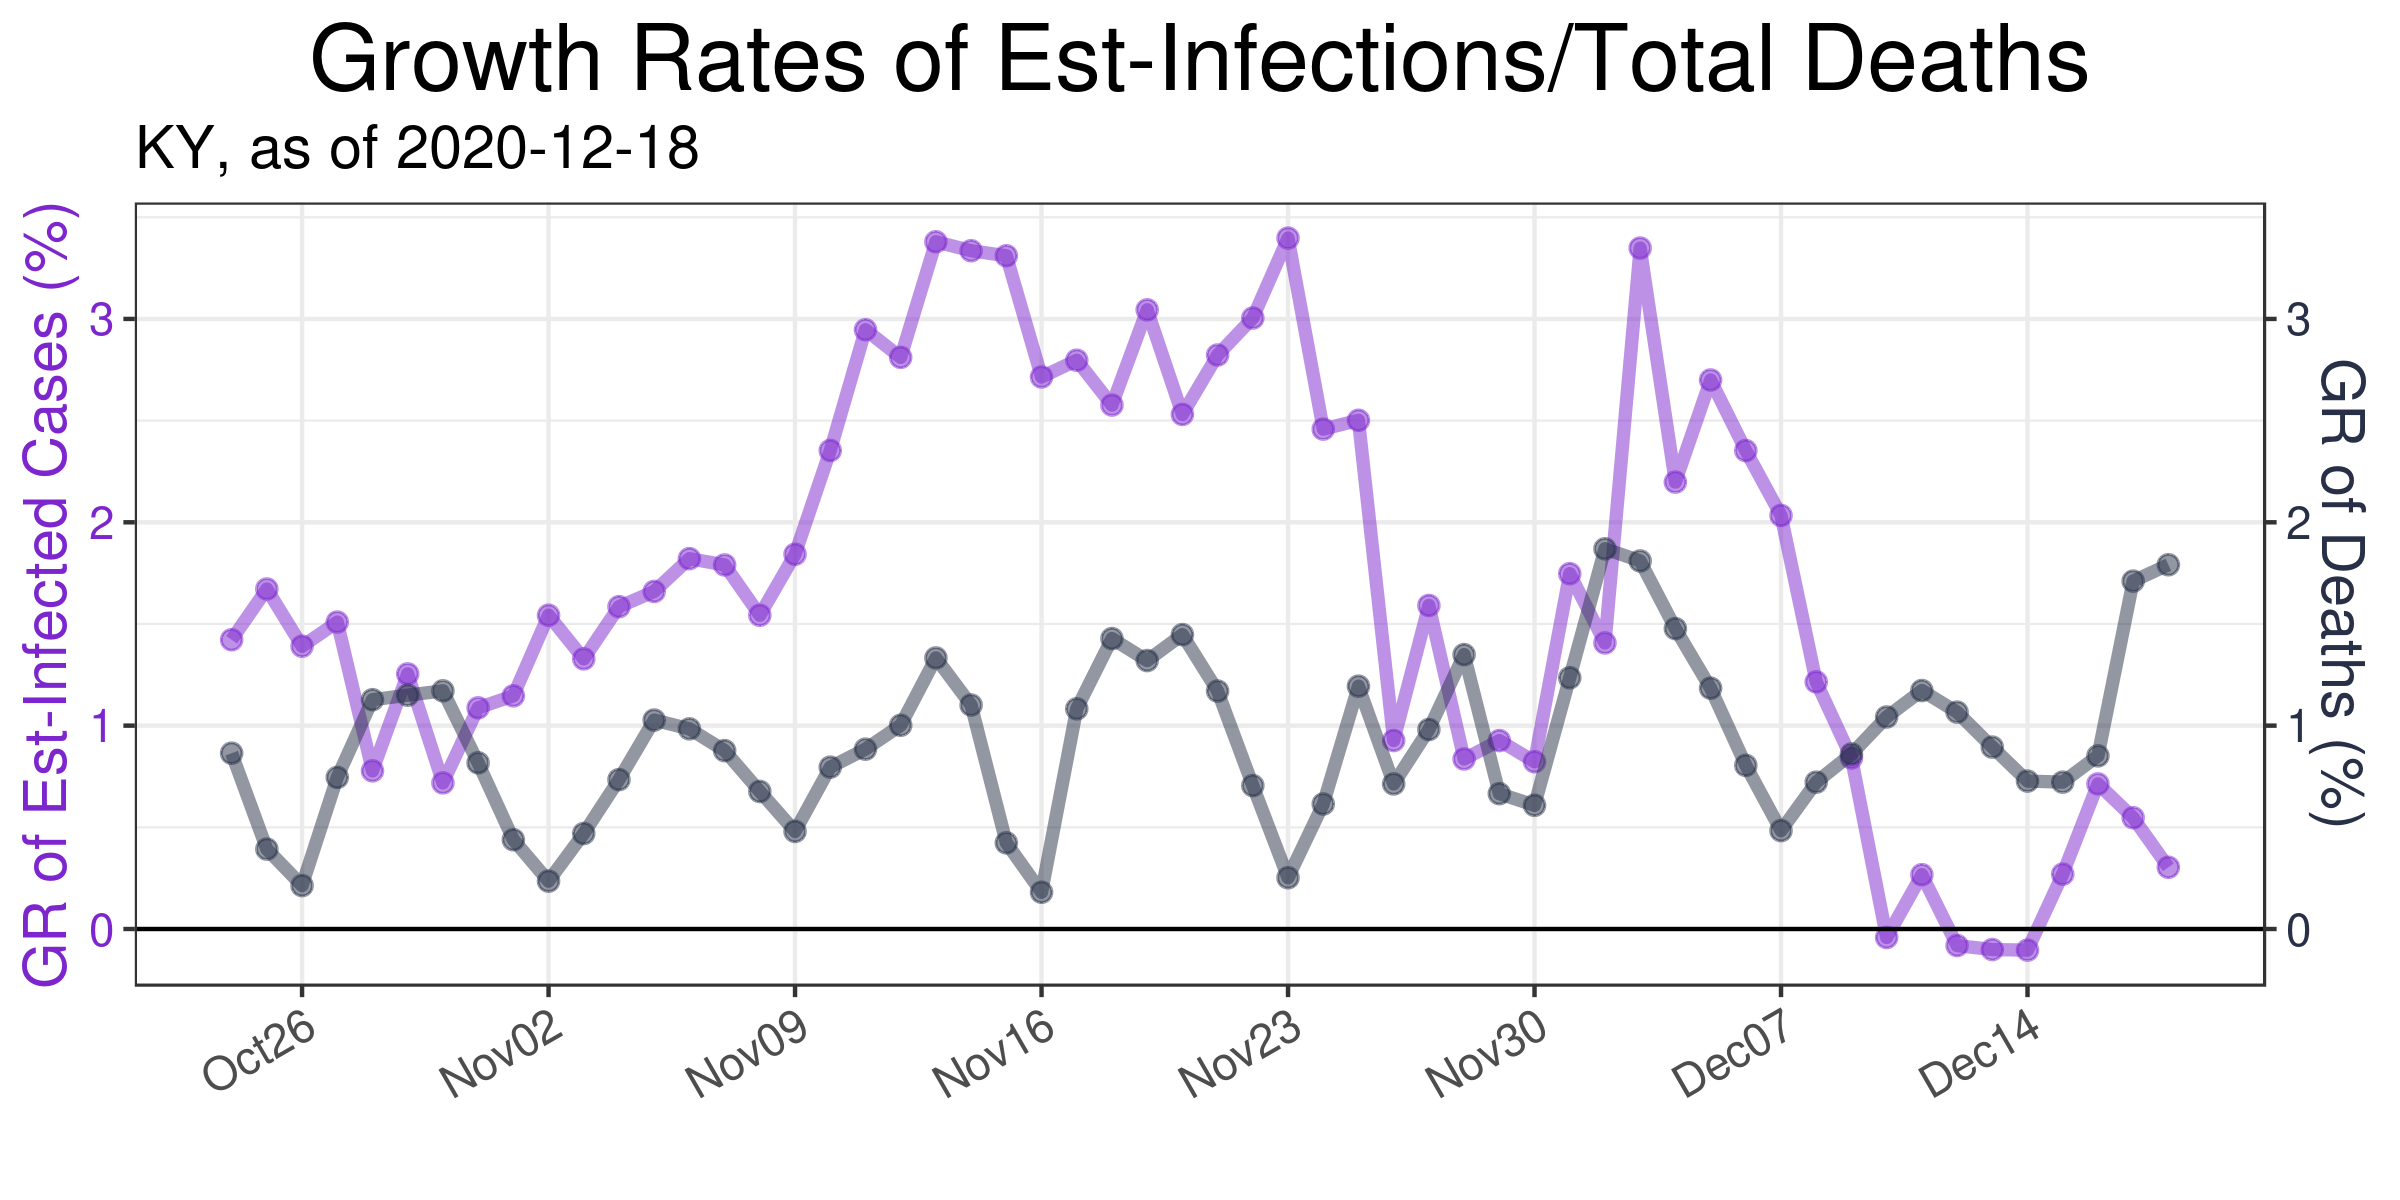 Growth Rates of Est-Infections/Total Deaths
KY, as of 2020-12-18
GR of Est-Infected Cases (%)
3
2
1
0
3
2
1
0
GR of Deaths (%)
Oct26
Nov02
Nov09
Nov16
Nov23
Nov30
Dec07
Dec14